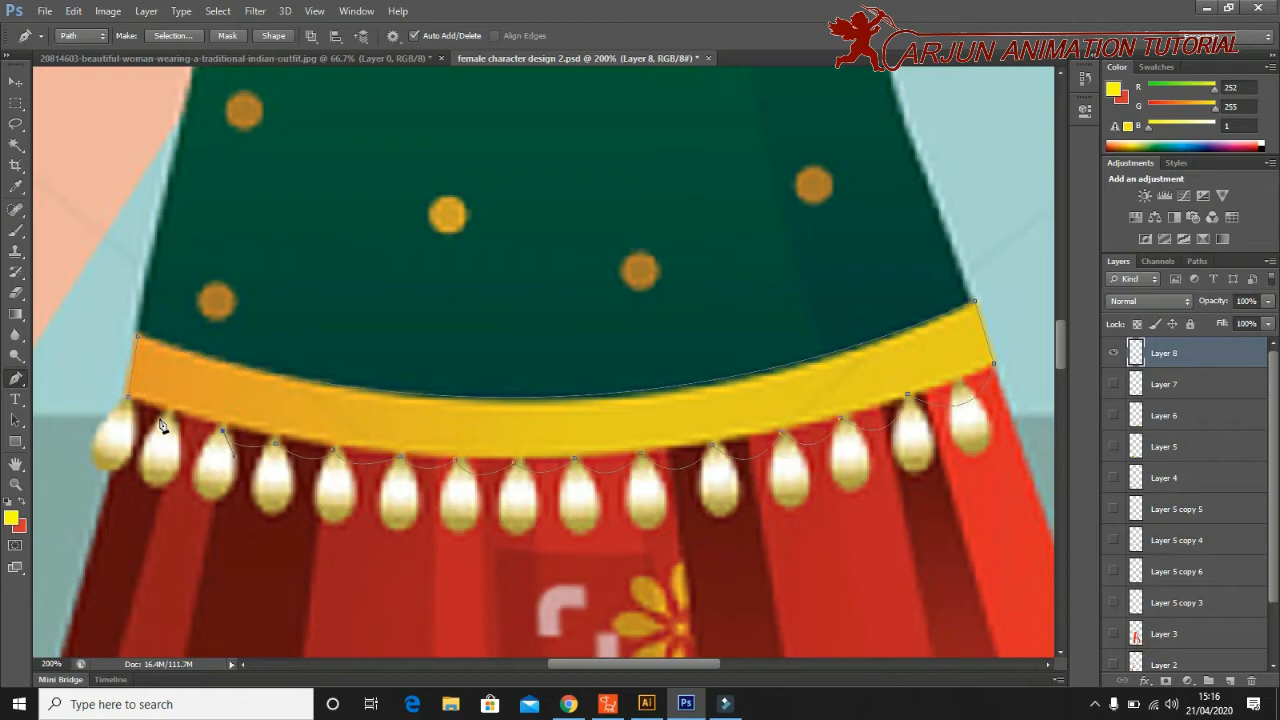 Ps File Edit Image Layer Type Select Filter 3D View Window Help
Path Make: Selection... Mask Shape Auto Add/Delete Align Edges
CARJUN ANIMATION TUTORIAL
20814603-beautiful-woman-wearing-a-traditional-indian-outfit.jpg @ 66.7% (Layer 0, RGB/8) *
female character design 2.psd @ 200% (Layer 8, RGB/8#) *
Color Swatches
R 252
G 255
B 1
Adjustments Styles
Add an adjustment
Layers Channels Paths
Kind
Normal Opacity: 100%
Lock: Fill: 100%
Layer 8
Layer 7
Layer 6
Layer 5
Layer 4
Layer 5 copy 5
Layer 5 copy 4
Layer 5 copy 6
Layer 5 copy 3
Layer 3
Layer 2
200% Doc: 16.4M/111.7M
Mini Bridge Timeline
Type here to search
Ai Ps
15:16
21/04/2020